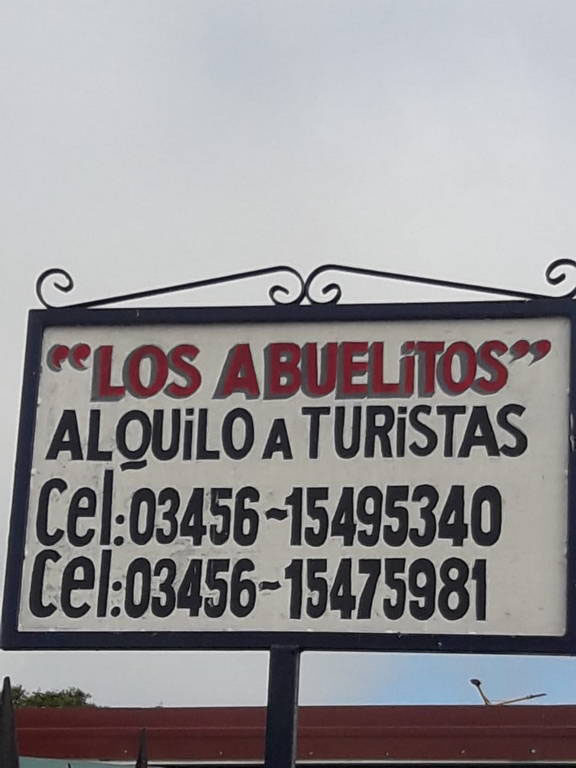 "LOS ABUELiTOS"
ALQUiLO A TURiSTAS
Cel:03456~15495340
Cel:03456~15475981